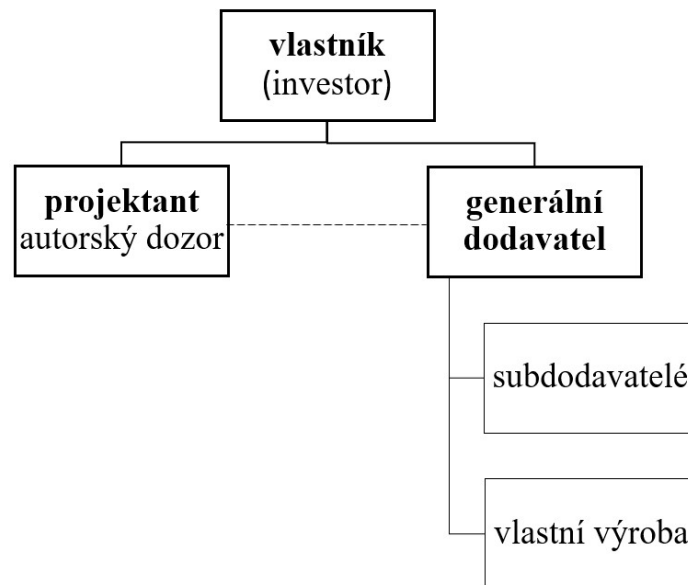 vlastník
(investor)
projektant
autorský dozor
generální
dodavatel
subdodavatelé
vlastní výroba